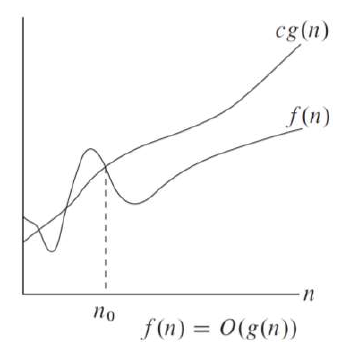 cg(n)
f(n)
n
n₀
f(n) = O(g(n))